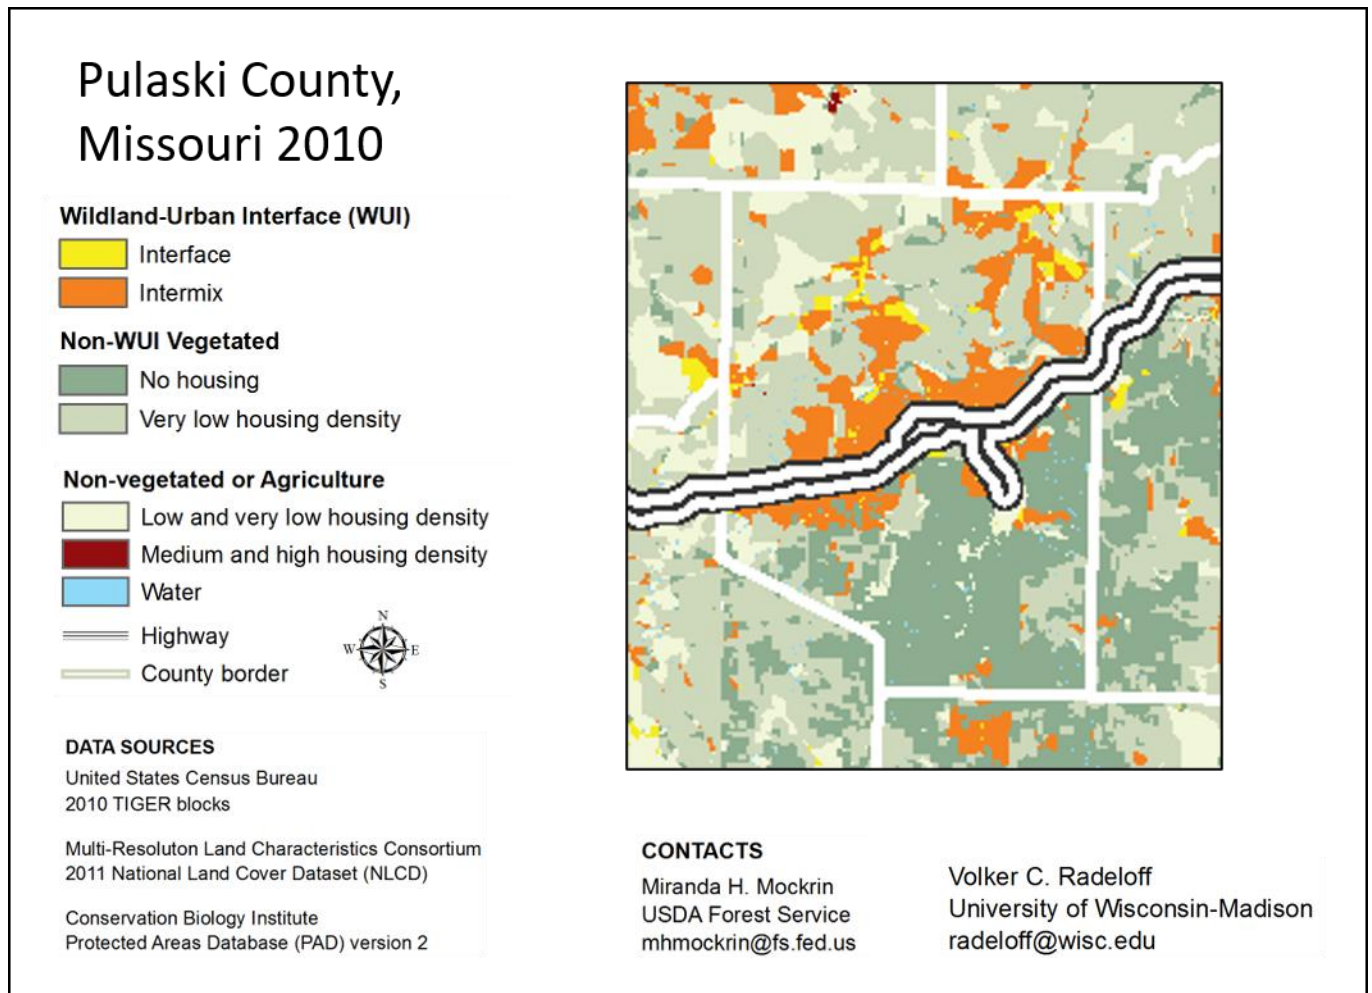 Pulaski County,
Missouri 2010
Wildland-Urban Interface (WUI)
Interface
Intermix
Non-WUI Vegetated
No housing
Very low housing density
Non-vegetated or Agriculture
Low and very low housing density
Medium and high housing density
Water
Highway
County border
N
W E
S
DATA SOURCES
United States Census Bureau
2010 TIGER blocks
Multi-Resoluton Land Characteristics Consortium
2011 National Land Cover Dataset (NLCD)
Conservation Biology Institute
Protected Areas Database (PAD) version 2
CONTACTS
Miranda H. Mockrin
USDA Forest Service
mhmockrin@fs.fed.us
Volker C. Radeloff
University of Wisconsin-Madison
radeloff@wisc.edu